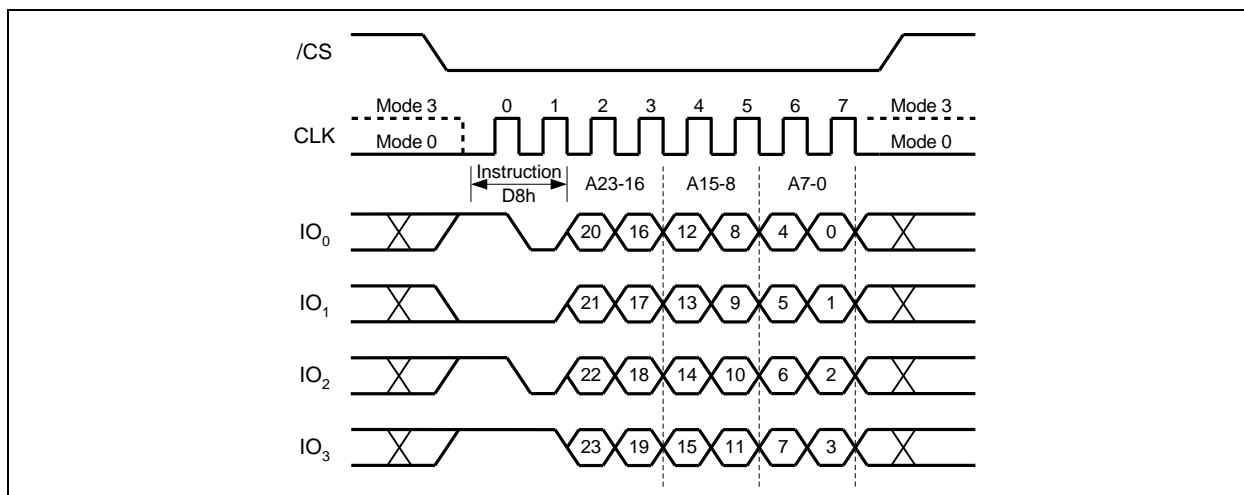 /CS
Mode 3 0 1 2 3 4 5 6 7 Mode 3
CLK
Mode 0 Mode 0
Instruction A23-16 A15-8 A7-0
D8h
IO0 20 16 12 8 4 0
IO1 21 17 13 9 5 1
IO2 22 18 14 10 6 2
IO3 23 19 15 11 7 3